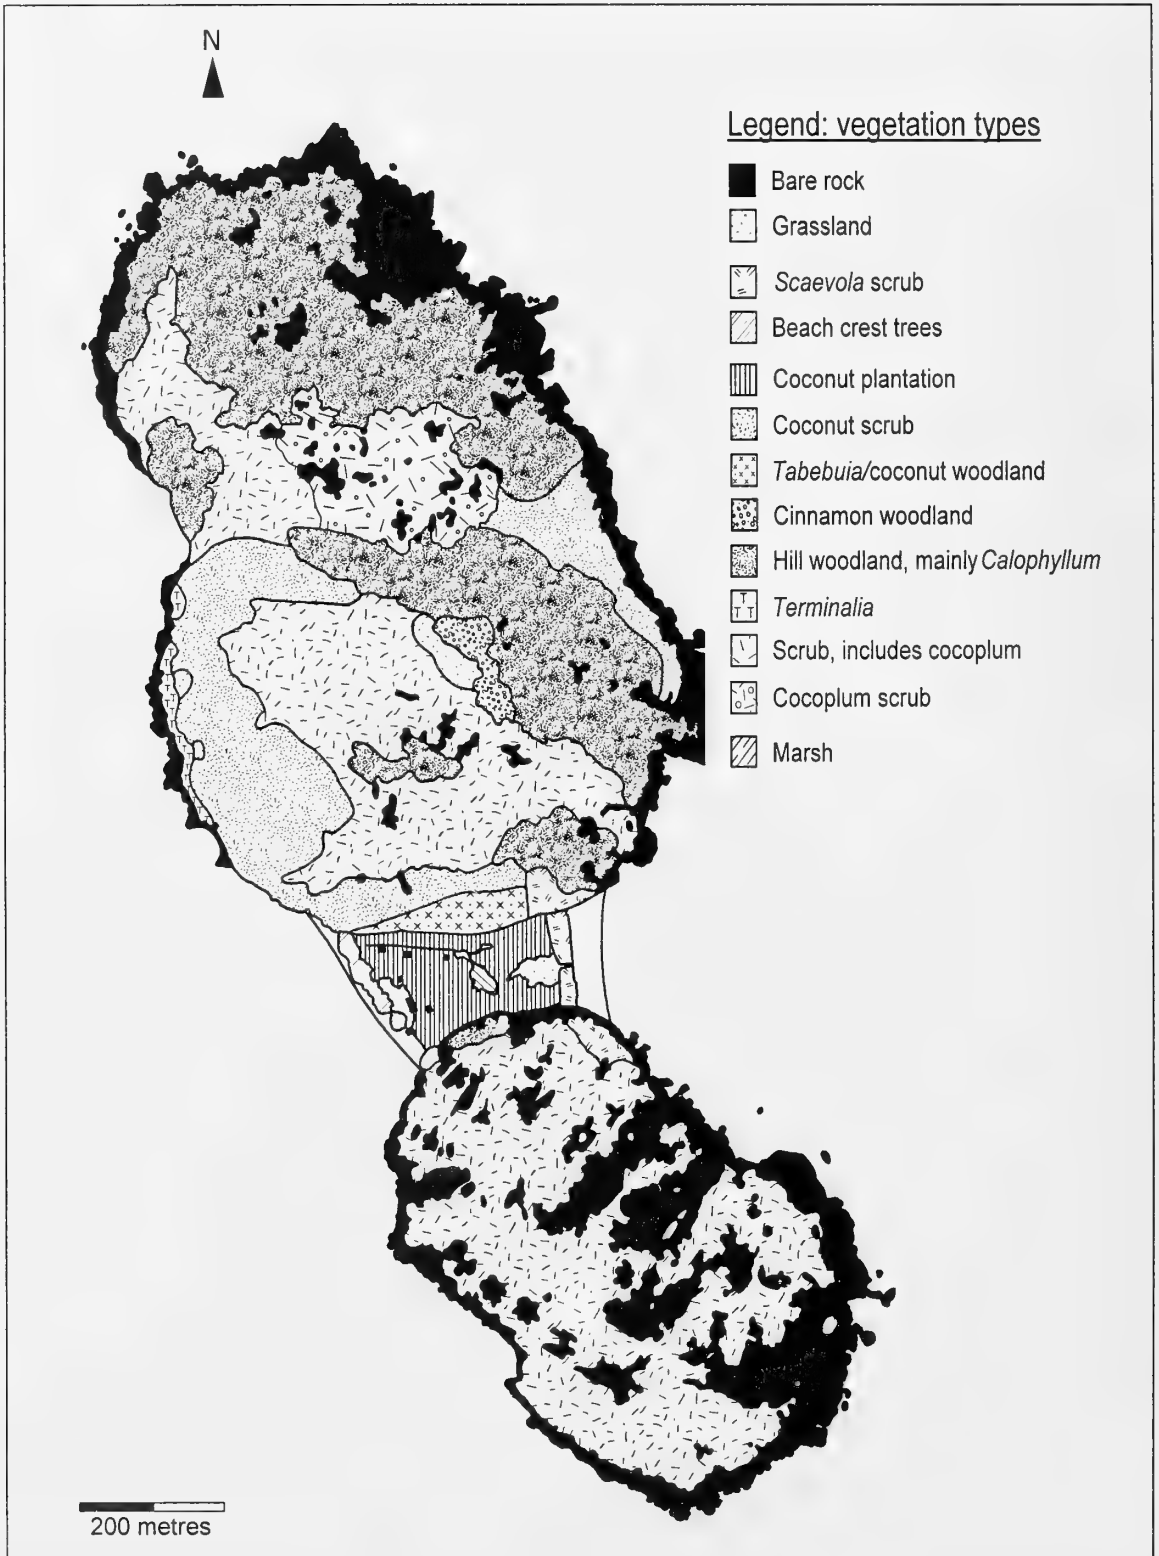 N
Legend: vegetation types
Bare rock
Grassland
Scaevola scrub
Beach crest trees
Coconut plantation
Coconut scrub
Tabebuia/coconut woodland
Cinnamon woodland
Hill woodland, mainly Calophyllum
Terminalia
Scrub, includes cocoplum
Cocoplum scrub
Marsh
200 metres